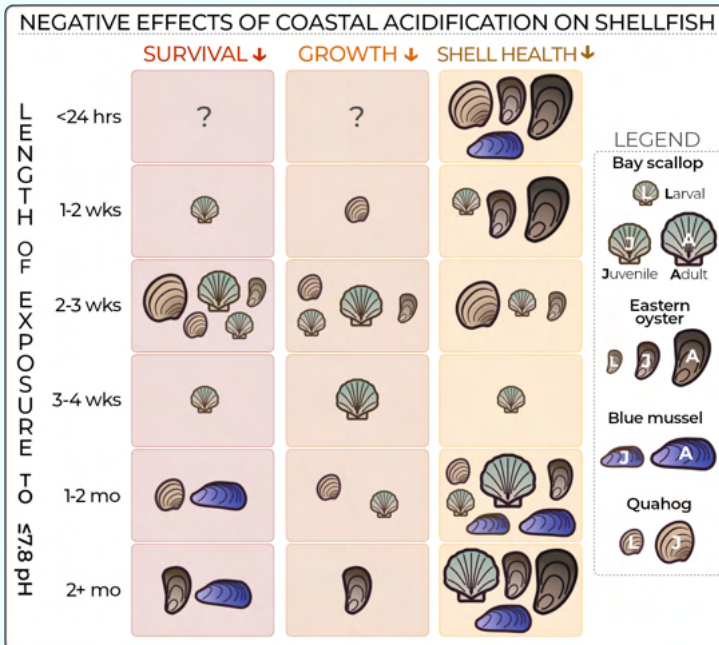 NEGATIVE EFFECTS OF COASTAL ACIDIFICATION ON SHELLFISH
SURVIVAL ↓
GROWTH ↓
SHELL HEALTH ↓
LENGTH OF EXPOSURE TO ≤7.8 pH
<24 hrs
?
?
1-2 wks
2-3 wks
3-4 wks
1-2 mo
2+ mo
LEGEND
Bay scallop
L
Larval
J
A
Juvenile
Adult
Eastern
oyster
L
J
A
Blue mussel
J
A
Quahog
L
J